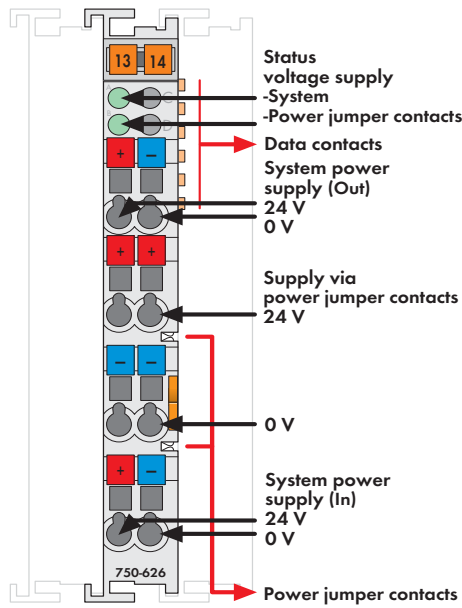 13 14
Status
voltage supply
A C -System
B D -Power jumper contacts
Data contacts
+ –
System power
supply (Out)
24 V
0 V
+ +
Supply via
power jumper contacts
24 V
– –
0 V
+ –
System power
supply (In)
24 V
0 V
750-626
Power jumper contacts